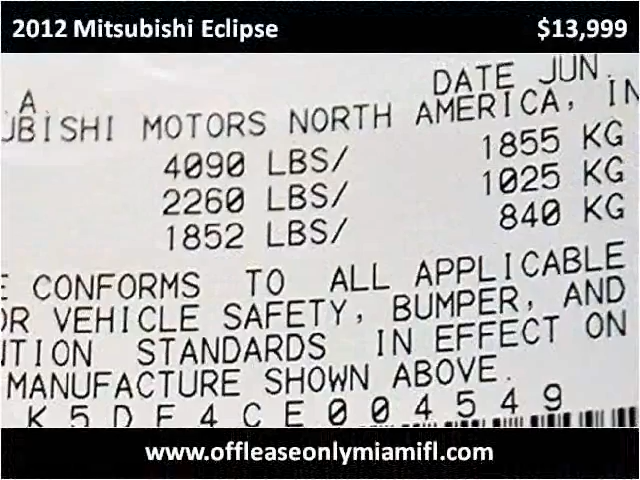 2012 Mitsubishi Eclipse $13,999
DATE JUN.
A
UBISHI MOTORS NORTH AMERICA, IN
4090 LBS/ 1855 KG
2260 LBS/ 1025 KG
1852 LBS/ 840 KG
E CONFORMS TO ALL APPLICABLE
OR VEHICLE SAFETY, BUMPER, AND
NTION STANDARDS IN EFFECT ON
MANUFACTURE SHOWN ABOVE.
K5DF4CE004549
www.offleaseonlymiamifl.com